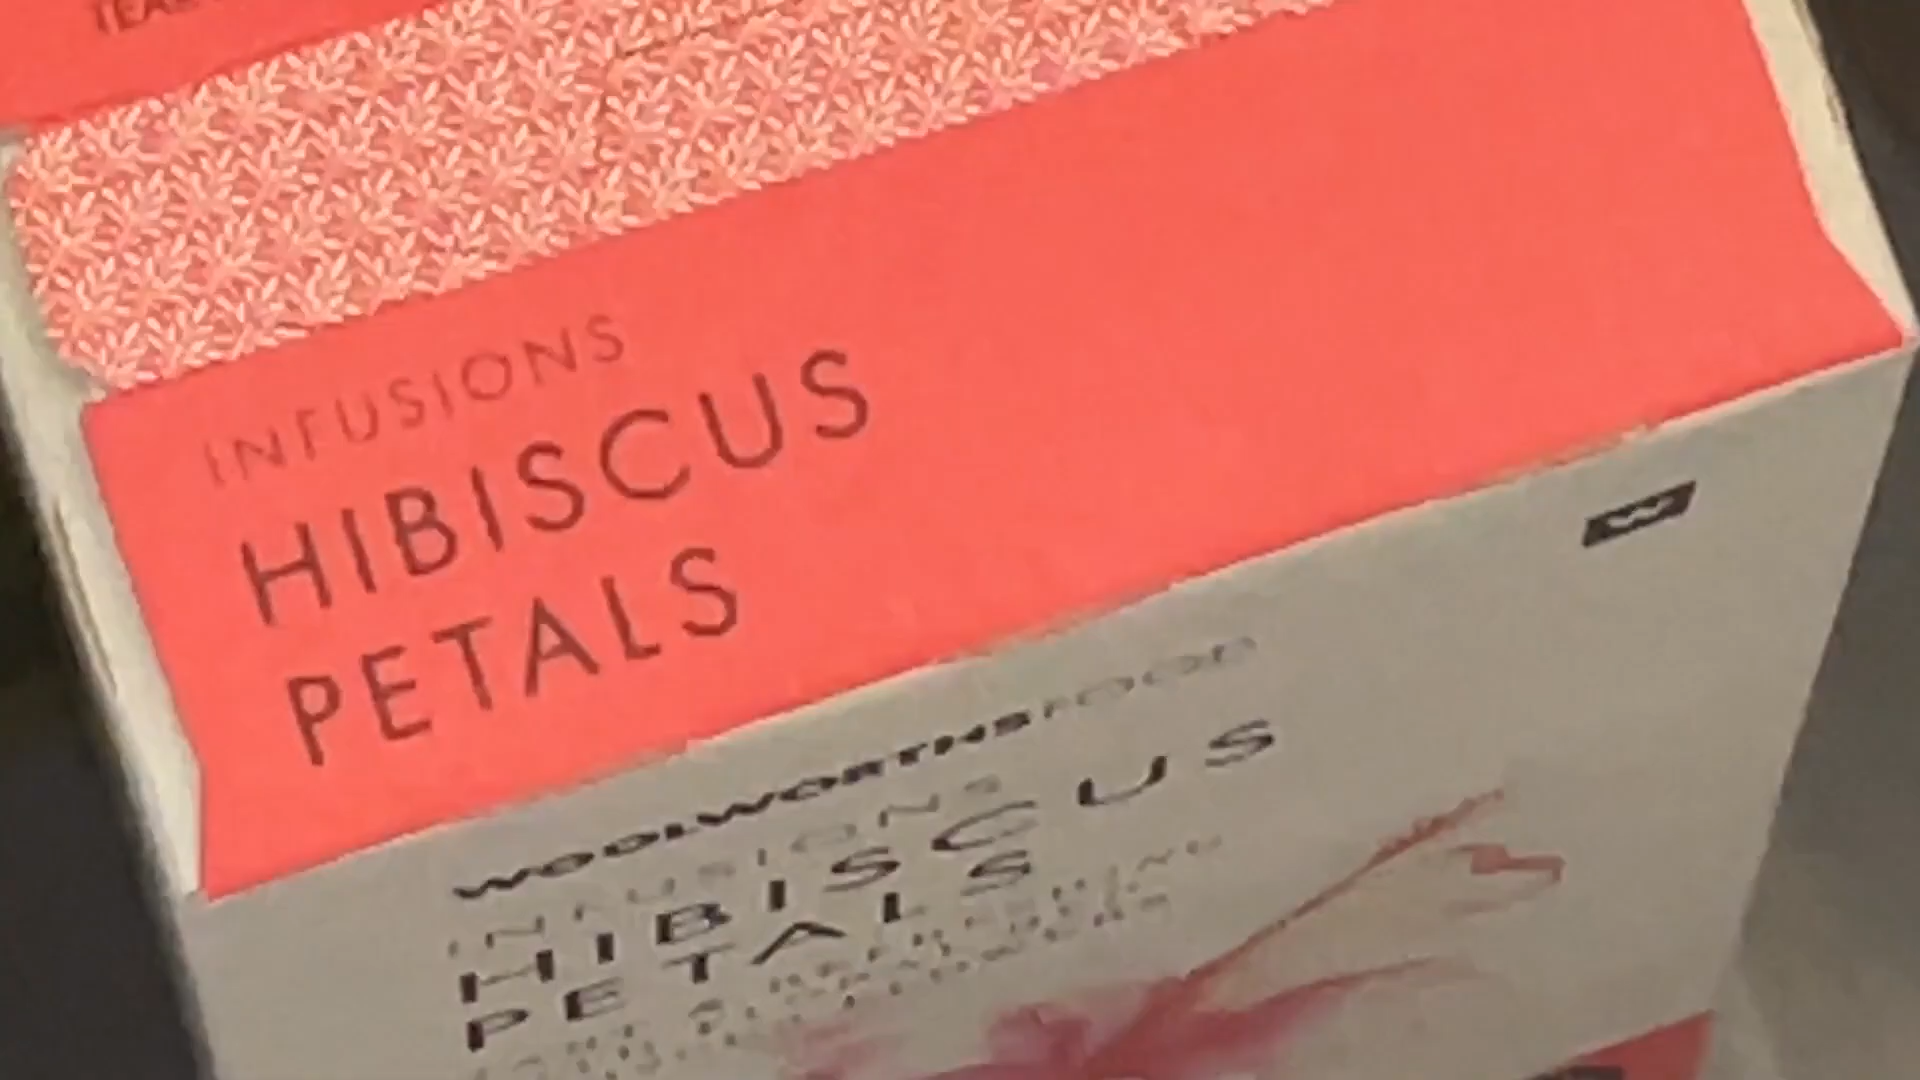 INFUSIONS
HIBISCUS
PETALS
W
WOOLWORTHS FOOD
INFUSIONS
HIBISCUS
PETALS